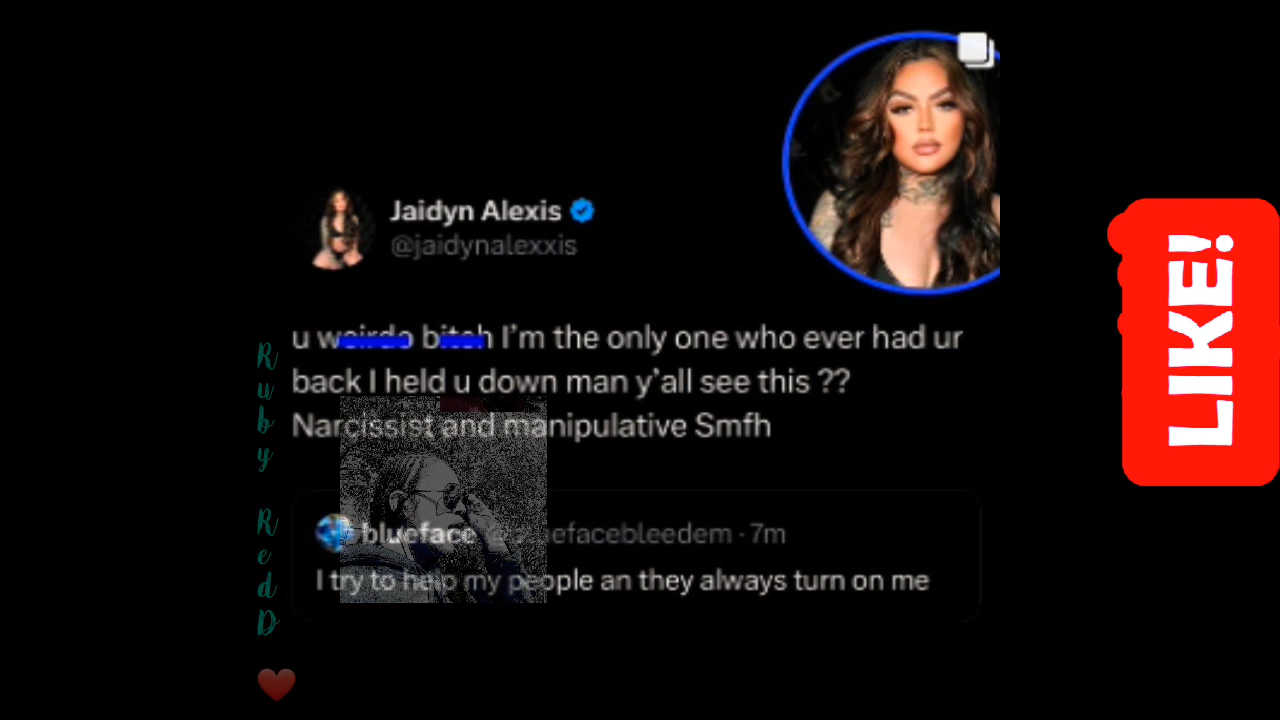 Jaidyn Alexis
@jaidynalexxis
u weirdo bitch I’m the only one who ever had ur
back I held u down man y’all see this ??
Narcissist and manipulative Smfh
blueface @bluefacebleedem · 7m
I try to help my people an they always turn on me
Ruby RedD
LIKE!